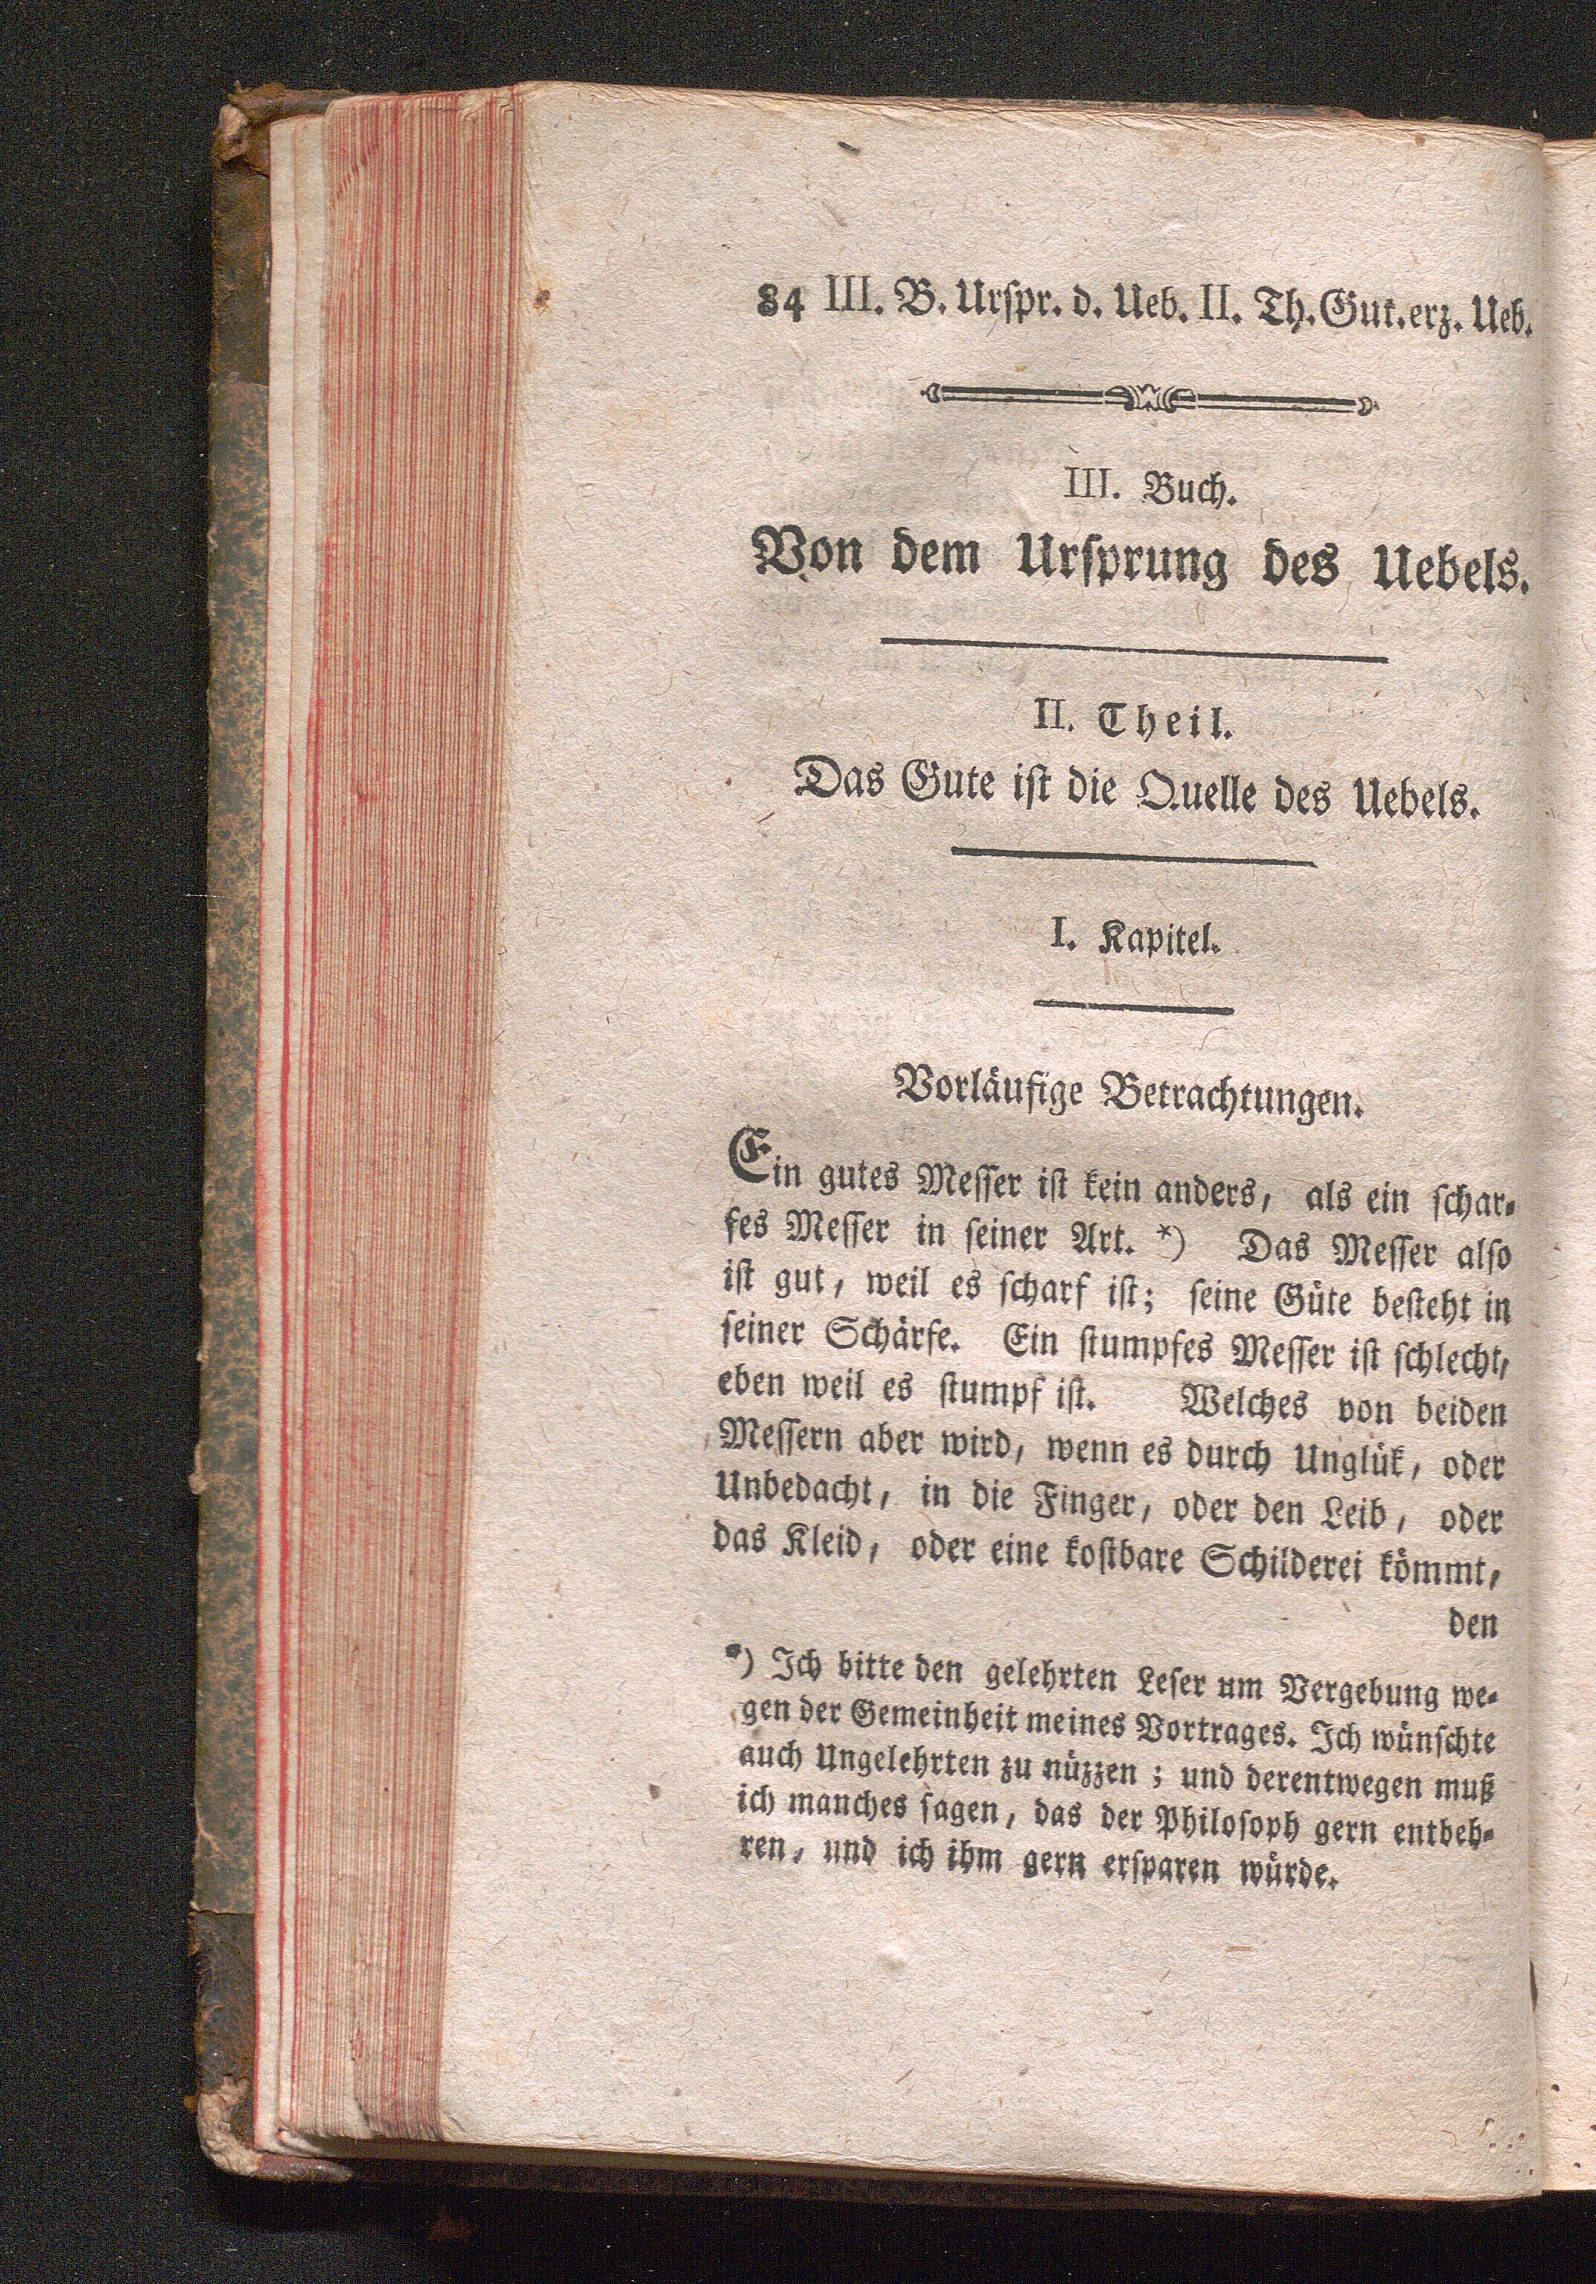 84 III. B. Urſpr. d. Ueb. II. Th. Gut. erz. Ueb.
III. Buch.
Von dem Urſprung des Uebels.
II. Theil.
Das Gute iſt die Quelle des Uebels.
I. Kapitel.
Vorläufige Betrachtungen.
Ein gutes Meſſer iſt kein anders, als ein ſchar-
fes Meſſer in ſeiner Art. *) Das Meſſer alſo
iſt gut, weil es ſcharf iſt; ſeine Güte beſteht in
ſeiner Schärfe. Ein ſtumpfes Meſſer iſt ſchlecht,
eben weil es ſtumpf iſt. Welches von beiden
Meſſern aber wird, wenn es durch Unglük, oder
Unbedacht, in die Finger, oder den Leib, oder
das Kleid, oder eine koſtbare Schilderei kömmt,
den
*) Ich bitte den gelehrten Leſer um Vergebung we-
gen der Gemeinheit meines Vortrages. Ich wünſchte
auch Ungelehrten zu nüzzen; und derentwegen muß
ich manches ſagen, das der Philoſoph gern entbeh-
ren, und ich ihm gern erſparen würde.